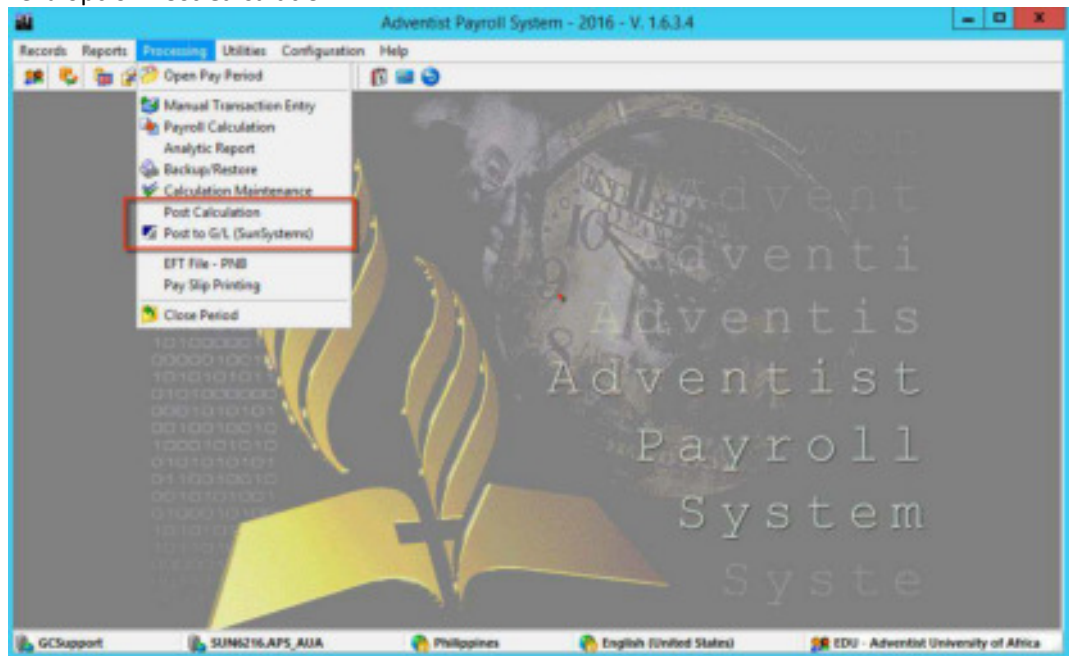 Adventist Payroll System - 2016 - V. 1.6.3.4
Records Reports Processing Utilities Configuration Help
Open Pay Period
Manual Transaction Entry
Payroll Calculation
Analytic Report
Backup/Restore
Calculation Maintenance
Post Calculation
Post to G/L (SunSystems)
EFT File - PNB
Pay Slip Printing
Close Period
Advent
Adventi
Adventis
Adventist
Payroll
System
Syste
10
9
8
GCSupport SUN6216.APS_AUA Philippines English (United States) EDU - Adventist University of Africa